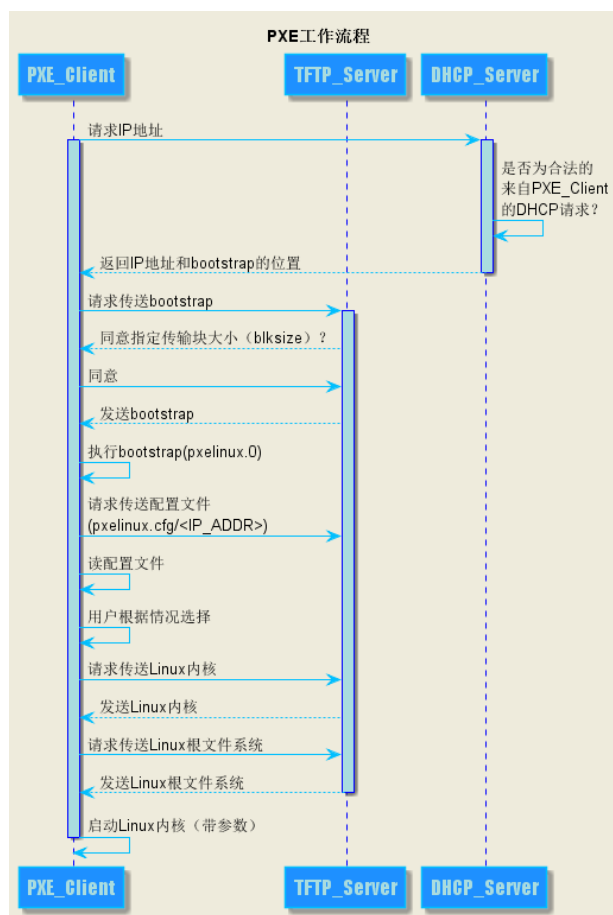 PXE工作流程
PXE_Client
TFTP_Server
DHCP_Server
请求IP地址
是否为合法的
来自PXE_Client
的DHCP请求?
返回IP地址和bootstrap的位置
请求传送bootstrap
同意指定传输块大小（blksize）?
同意
发送bootstrap
执行bootstrap(pxelinux.0)
请求传送配置文件
(pxelinux.cfg/<IP_ADDR>)
读配置文件
用户根据情况选择
请求传送Linux内核
发送Linux内核
请求传送Linux根文件系统
发送Linux根文件系统
启动Linux内核（带参数）
PXE_Client
TFTP_Server
DHCP_Server